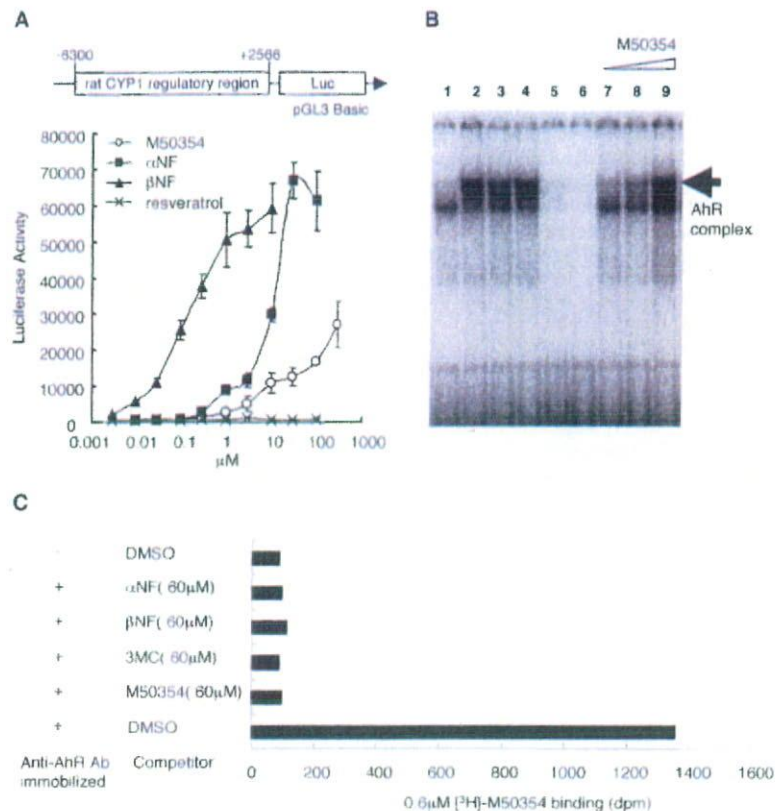 A
-6300 +2566
rat CYP1 regulatory region Luc
pGL3 Basic
80000
70000
60000
50000
40000
30000
20000
10000
0
Luciferase Activity
M50354
αNF
βNF
resveratrol
0.001 0 01 0 1 1 10 100 1000
μM
B
M50354
1 2 3 4 5 6 7 8 9
AhR
complex
C
- DMSO
+ αNF( 60μM)
+ βNF( 60μM)
+ 3MC( 60μM)
+ M50354( 60μM)
+ DMSO
Anti-AhR Ab Competitor
immobilized
0 200 400 600 800 1000 1200 1400 1600
0.6μM [³H]-M50354 binding (dpm)